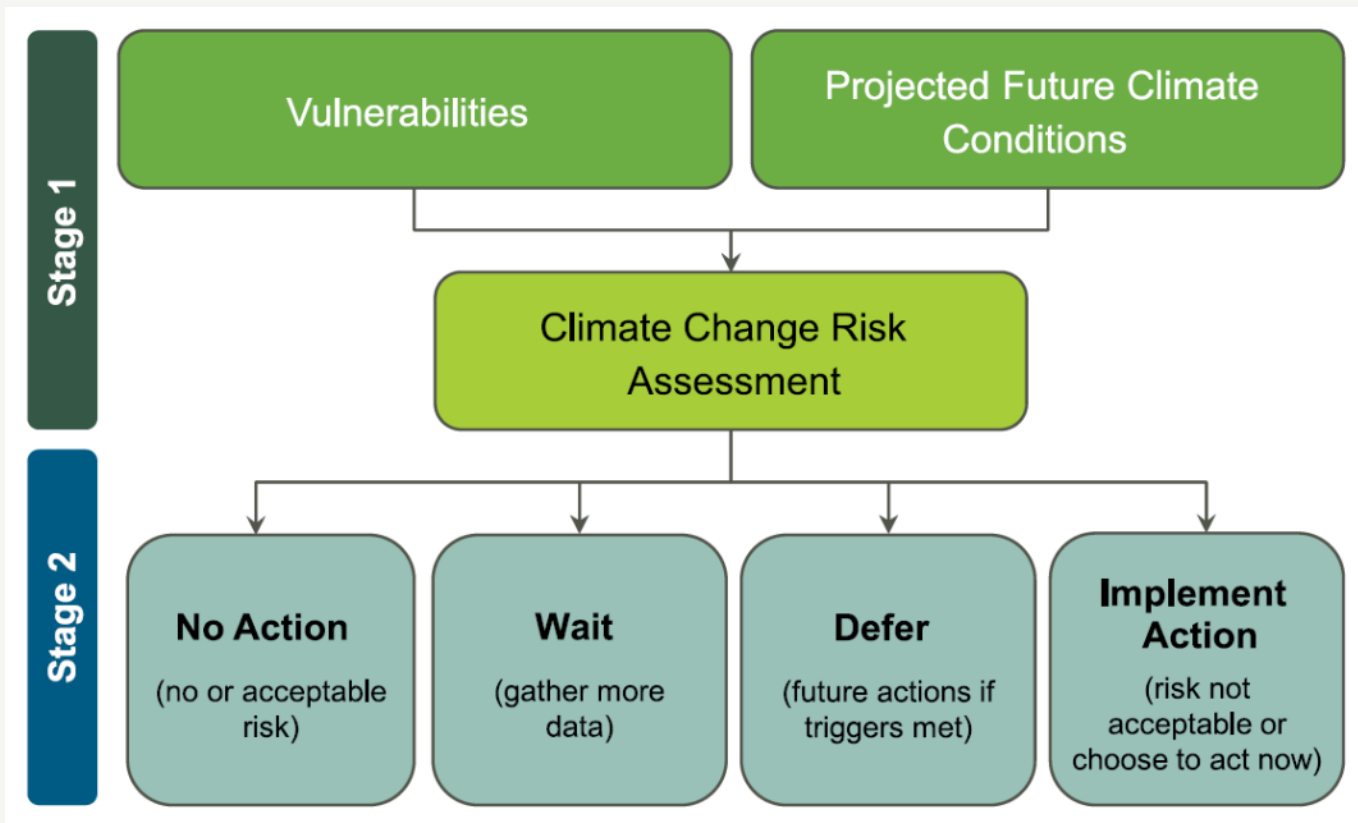 Stage 1
Vulnerabilities
Projected Future Climate
Conditions
Climate Change Risk
Assessment
Stage 2
No Action
(no or acceptable
risk)
Wait
(gather more
data)
Defer
(future actions if
triggers met)
Implement
Action
(risk not
acceptable or
choose to act now)